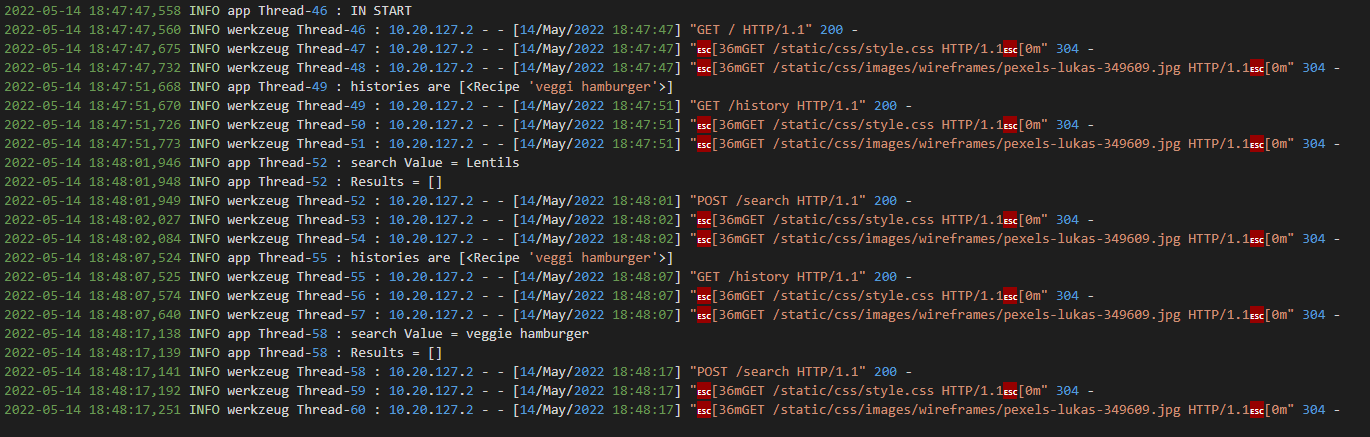 2022-05-14 18:47:47,558 INFO app Thread-46 : IN START
2022-05-14 18:47:47,560 INFO werkzeug Thread-46 : 10.20.127.2 - - [14/May/2022 18:47:47] "GET / HTTP/1.1" 200 -
2022-05-14 18:47:47,675 INFO werkzeug Thread-47 : 10.20.127.2 - - [14/May/2022 18:47:47] "ESC[36mGET /static/css/style.css HTTP/1.1ESC[0m" 304 -
2022-05-14 18:47:47,732 INFO werkzeug Thread-48 : 10.20.127.2 - - [14/May/2022 18:47:47] "ESC[36mGET /static/css/images/wireframes/pexels-lukas-349609.jpg HTTP/1.1ESC[0m" 304 -
2022-05-14 18:47:51,668 INFO app Thread-49 : histories are [<Recipe 'veggi hamburger'>]
2022-05-14 18:47:51,670 INFO werkzeug Thread-49 : 10.20.127.2 - - [14/May/2022 18:47:51] "GET /history HTTP/1.1" 200 -
2022-05-14 18:47:51,726 INFO werkzeug Thread-50 : 10.20.127.2 - - [14/May/2022 18:47:51] "ESC[36mGET /static/css/style.css HTTP/1.1ESC[0m" 304 -
2022-05-14 18:47:51,773 INFO werkzeug Thread-51 : 10.20.127.2 - - [14/May/2022 18:47:51] "ESC[36mGET /static/css/images/wireframes/pexels-lukas-349609.jpg HTTP/1.1ESC[0m" 304 -
2022-05-14 18:48:01,946 INFO app Thread-52 : search Value = Lentils
2022-05-14 18:48:01,948 INFO app Thread-52 : Results = []
2022-05-14 18:48:01,949 INFO werkzeug Thread-52 : 10.20.127.2 - - [14/May/2022 18:48:01] "POST /search HTTP/1.1" 200 -
2022-05-14 18:48:02,027 INFO werkzeug Thread-53 : 10.20.127.2 - - [14/May/2022 18:48:02] "ESC[36mGET /static/css/style.css HTTP/1.1ESC[0m" 304 -
2022-05-14 18:48:02,084 INFO werkzeug Thread-54 : 10.20.127.2 - - [14/May/2022 18:48:02] "ESC[36mGET /static/css/images/wireframes/pexels-lukas-349609.jpg HTTP/1.1ESC[0m" 304 -
2022-05-14 18:48:07,524 INFO app Thread-55 : histories are [<Recipe 'veggi hamburger'>]
2022-05-14 18:48:07,525 INFO werkzeug Thread-55 : 10.20.127.2 - - [14/May/2022 18:48:07] "GET /history HTTP/1.1" 200 -
2022-05-14 18:48:07,574 INFO werkzeug Thread-56 : 10.20.127.2 - - [14/May/2022 18:48:07] "ESC[36mGET /static/css/style.css HTTP/1.1ESC[0m" 304 -
2022-05-14 18:48:07,640 INFO werkzeug Thread-57 : 10.20.127.2 - - [14/May/2022 18:48:07] "ESC[36mGET /static/css/images/wireframes/pexels-lukas-349609.jpg HTTP/1.1ESC[0m" 304 -
2022-05-14 18:48:17,138 INFO app Thread-58 : search Value = veggie hamburger
2022-05-14 18:48:17,139 INFO app Thread-58 : Results = []
2022-05-14 18:48:17,141 INFO werkzeug Thread-58 : 10.20.127.2 - - [14/May/2022 18:48:17] "POST /search HTTP/1.1" 200 -
2022-05-14 18:48:17,192 INFO werkzeug Thread-59 : 10.20.127.2 - - [14/May/2022 18:48:17] "ESC[36mGET /static/css/style.css HTTP/1.1ESC[0m" 304 -
2022-05-14 18:48:17,251 INFO werkzeug Thread-60 : 10.20.127.2 - - [14/May/2022 18:48:17] "ESC[36mGET /static/css/images/wireframes/pexels-lukas-349609.jpg HTTP/1.1ESC[0m" 304 -